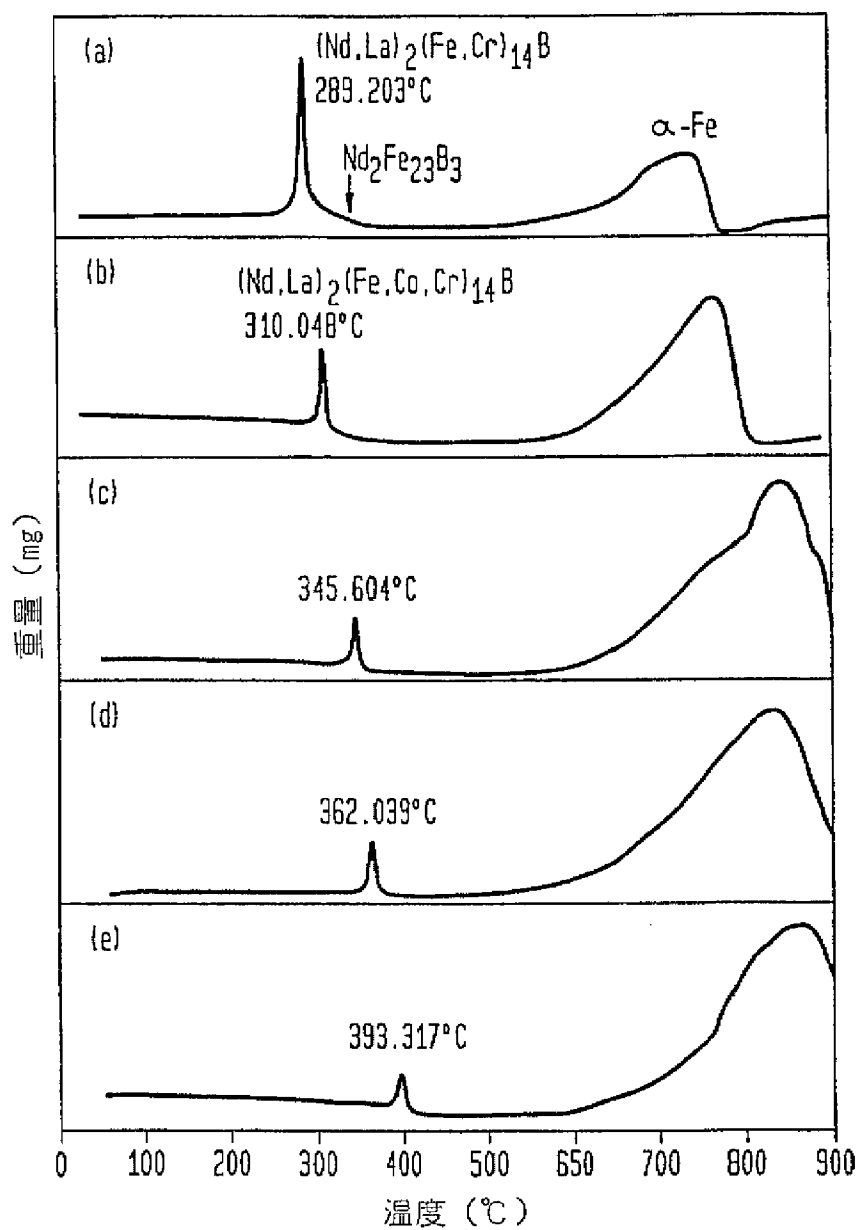 (a)
(Nd,La)2(Fe,Cr)14B
289.203°C
Nd2Fe23B3
α-Fe
(b)
(Nd,La)2(Fe,Co,Cr)14B
310.048°C
(c)
345.604°C
(d)
362.039°C
(e)
393.317°C
重量 (mg)
0 100 200 300 400 500 650 700 800 900
温度 (℃)